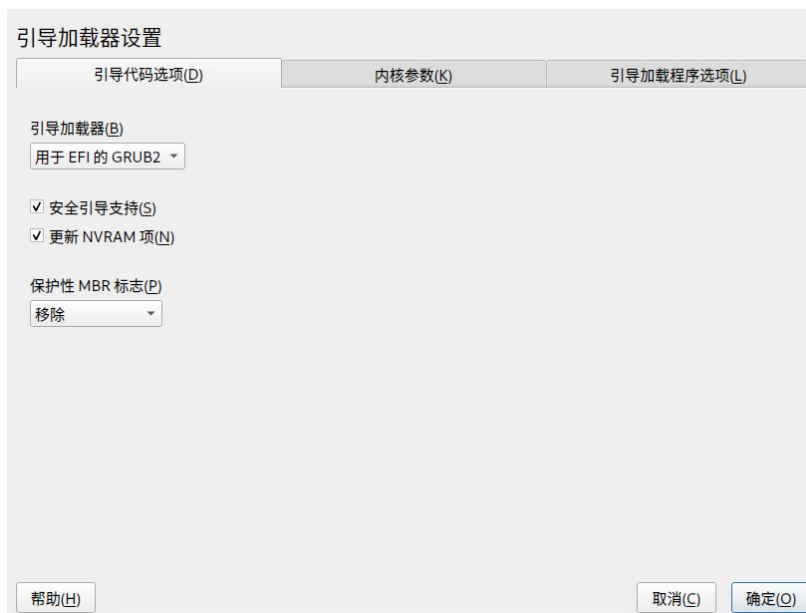 引导加载器设置
引导代码选项(D)
内核参数(K)
引导加载程序选项(L)
引导加载器(B)
用于 EFI 的 GRUB2
安全引导支持(S)
更新 NVRAM 项(N)
保护性 MBR 标志(P)
移除
帮助(H)
取消(C)
确定(O)